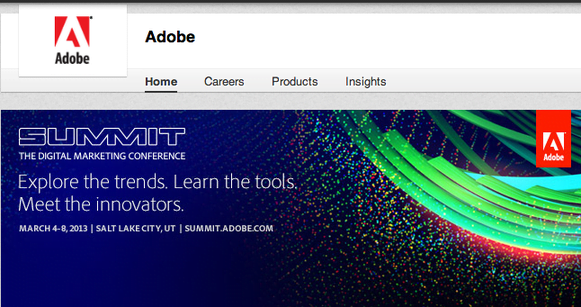 Adobe
Adobe
Home Careers Products Insights
SUMMIT
THE DIGITAL MARKETING CONFERENCE
Adobe
Explore the trends. Learn the tools.
Meet the innovators.
MARCH 4-8, 2013 | SALT LAKE CITY, UT | SUMMIT.ADOBE.COM